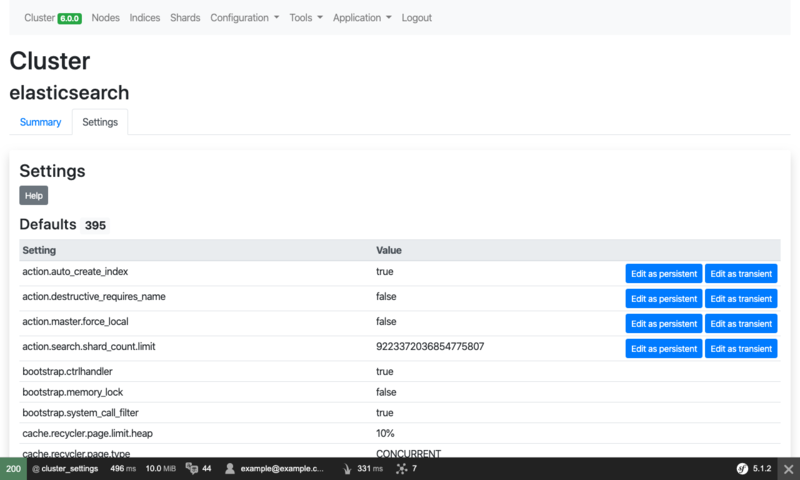 Cluster 6.0.0 Nodes Indices Shards Configuration Tools Application Logout
Cluster
elasticsearch
Summary Settings
Settings
Help
Defaults 395
Setting Value
action.auto_create_index true Edit as persistent Edit as transient
action.destructive_requires_name false Edit as persistent Edit as transient
action.master.force_local false Edit as persistent Edit as transient
action.search.shard_count.limit 9223372036854775807 Edit as persistent Edit as transient
bootstrap.ctrlhandler true
bootstrap.memory_lock false
bootstrap.system_call_filter true
cache.recycler.page.limit.heap 10%
cache.recycler.page.type CONCURRENT
200 @ cluster_settings 496 ms 10.0 MiB 44 example@example.c... 331 ms 7 sf 5.1.2